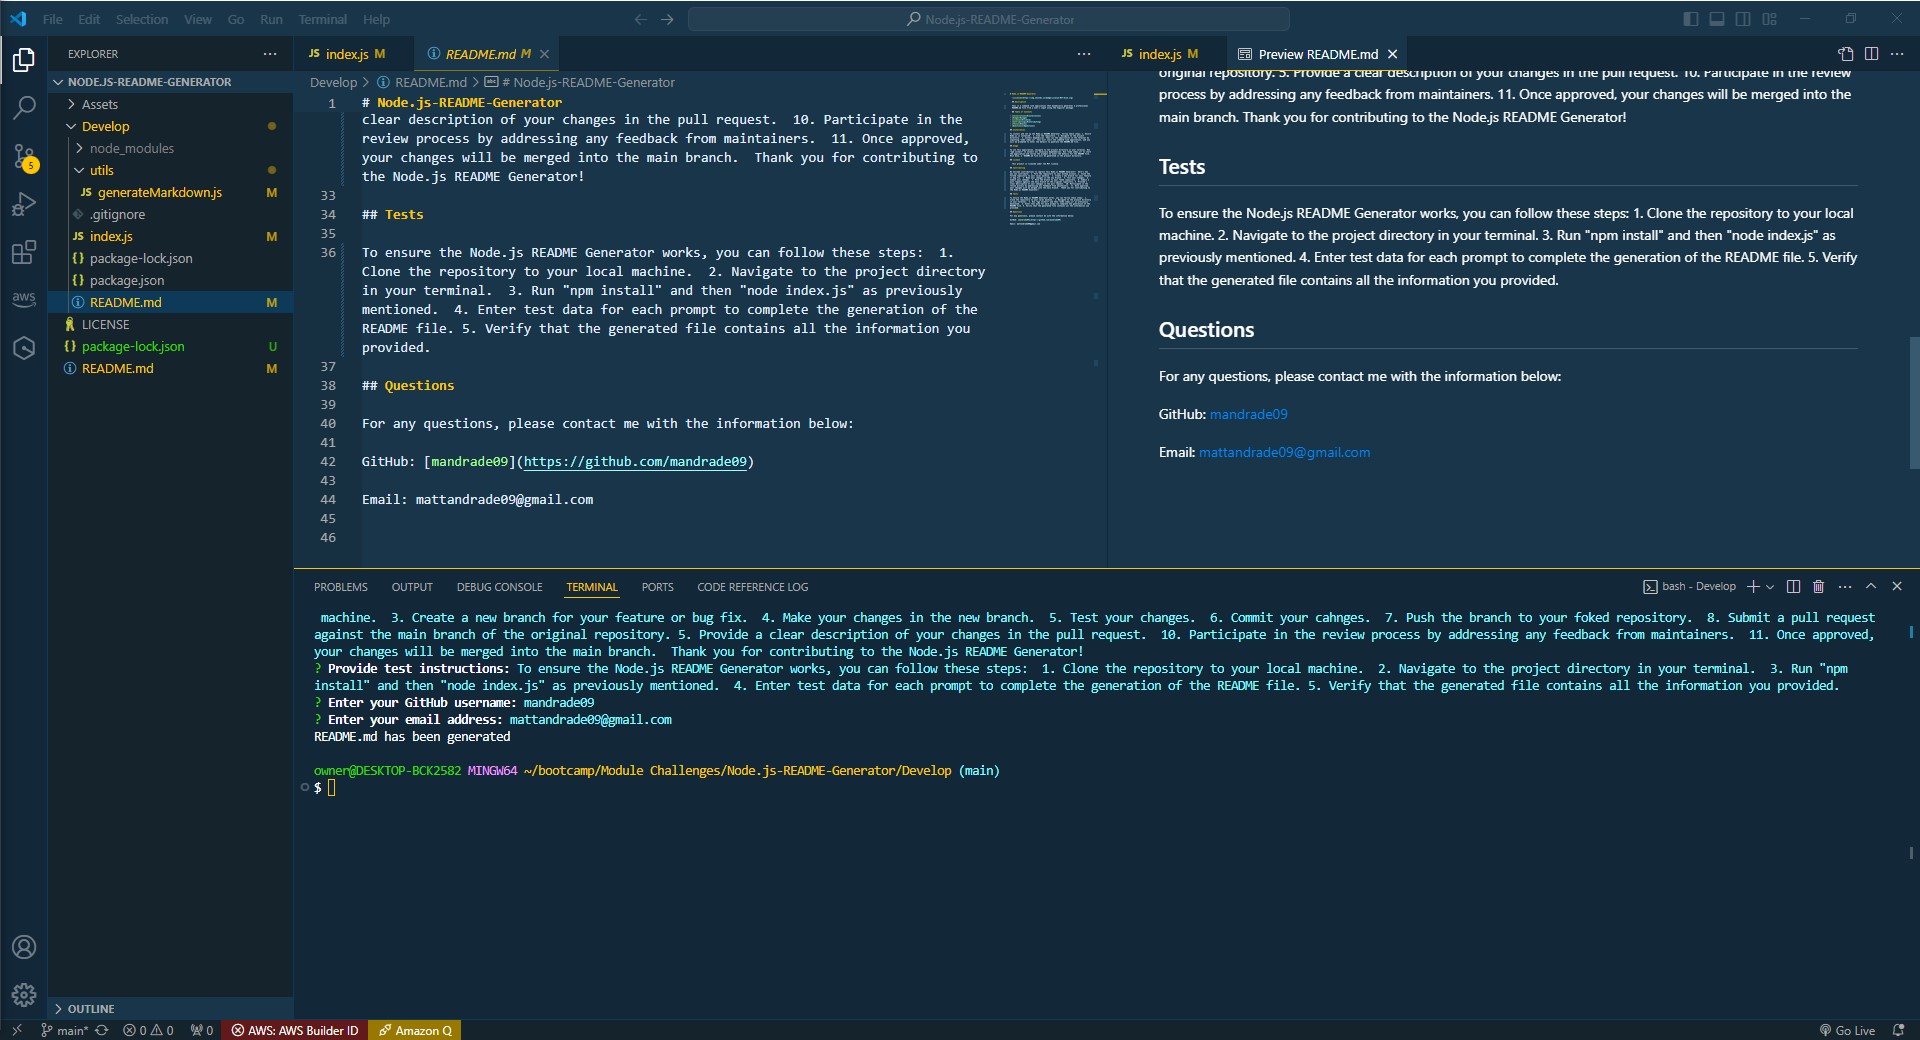 File Edit Selection View Go Run Terminal Help
Node.js-README-Generator
EXPLORER
NODE.JS-README-GENERATOR
Assets
Develop
node_modules
utils
JS generateMarkdown.js M
.gitignore
JS index.js M
{} package-lock.json
{} package.json
README.md M
LICENSE
{} package-lock.json U
README.md M
OUTLINE
JS index.js M
README.md M
Develop > README.md > # Node.js-README-Generator
1 # Node.js-README-Generator
clear description of your changes in the pull request.  10. Participate in the
review process by addressing any feedback from maintainers.  11. Once approved,
your changes will be merged into the main branch.  Thank you for contributing to
the Node.js README Generator!
33
34 ## Tests
35
36 To ensure the Node.js README Generator works, you can follow these steps:  1.
Clone the repository to your local machine.  2. Navigate to the project directory
in your terminal.  3. Run "npm install" and then "node index.js" as previously
mentioned.  4. Enter test data for each prompt to complete the generation of the
README file. 5. Verify that the generated file contains all the information you
provided.
37
38 ## Questions
39
40 For any questions, please contact me with the information below:
41
42 GitHub: [mandrade09](https://github.com/mandrade09)
43
44 Email: mattandrade09@gmail.com
45
46
JS index.js M
Preview README.md
original repository. 5. Provide a clear description of your changes in the pull request. 10. Participate in the review
process by addressing any feedback from maintainers. 11. Once approved, your changes will be merged into the
main branch. Thank you for contributing to the Node.js README Generator!
Tests
To ensure the Node.js README Generator works, you can follow these steps: 1. Clone the repository to your local
machine. 2. Navigate to the project directory in your terminal. 3. Run "npm install" and then "node index.js" as
previously mentioned. 4. Enter test data for each prompt to complete the generation of the README file. 5. Verify
that the generated file contains all the information you provided.
Questions
For any questions, please contact me with the information below:
GitHub: mandrade09
Email: mattandrade09@gmail.com
PROBLEMS OUTPUT DEBUG CONSOLE TERMINAL PORTS CODE REFERENCE LOG
bash - Develop
machine.  3. Create a new branch for your feature or bug fix.  4. Make your changes in the new branch.  5. Test your changes.  6. Commit your cahnges.  7. Push the branch to your foked repository.  8. Submit a pull request
against the main branch of the original repository. 5. Provide a clear description of your changes in the pull request.  10. Participate in the review process by addressing any feedback from maintainers.  11. Once approved,
your changes will be merged into the main branch.  Thank you for contributing to the Node.js README Generator!
? Provide test instructions: To ensure the Node.js README Generator works, you can follow these steps:  1. Clone the repository to your local machine.  2. Navigate to the project directory in your terminal.  3. Run "npm
install" and then "node index.js" as previously mentioned.  4. Enter test data for each prompt to complete the generation of the README file. 5. Verify that the generated file contains all the information you provided.
? Enter your GitHub username: mandrade09
? Enter your email address: mattandrade09@gmail.com
README.md has been generated
owner@DESKTOP-BCK2582 MINGW64 ~/bootcamp/Module Challenges/Node.js-README-Generator/Develop (main)
$
5
aws
main* 0 0 0 AWS: AWS Builder ID Amazon Q Go Live